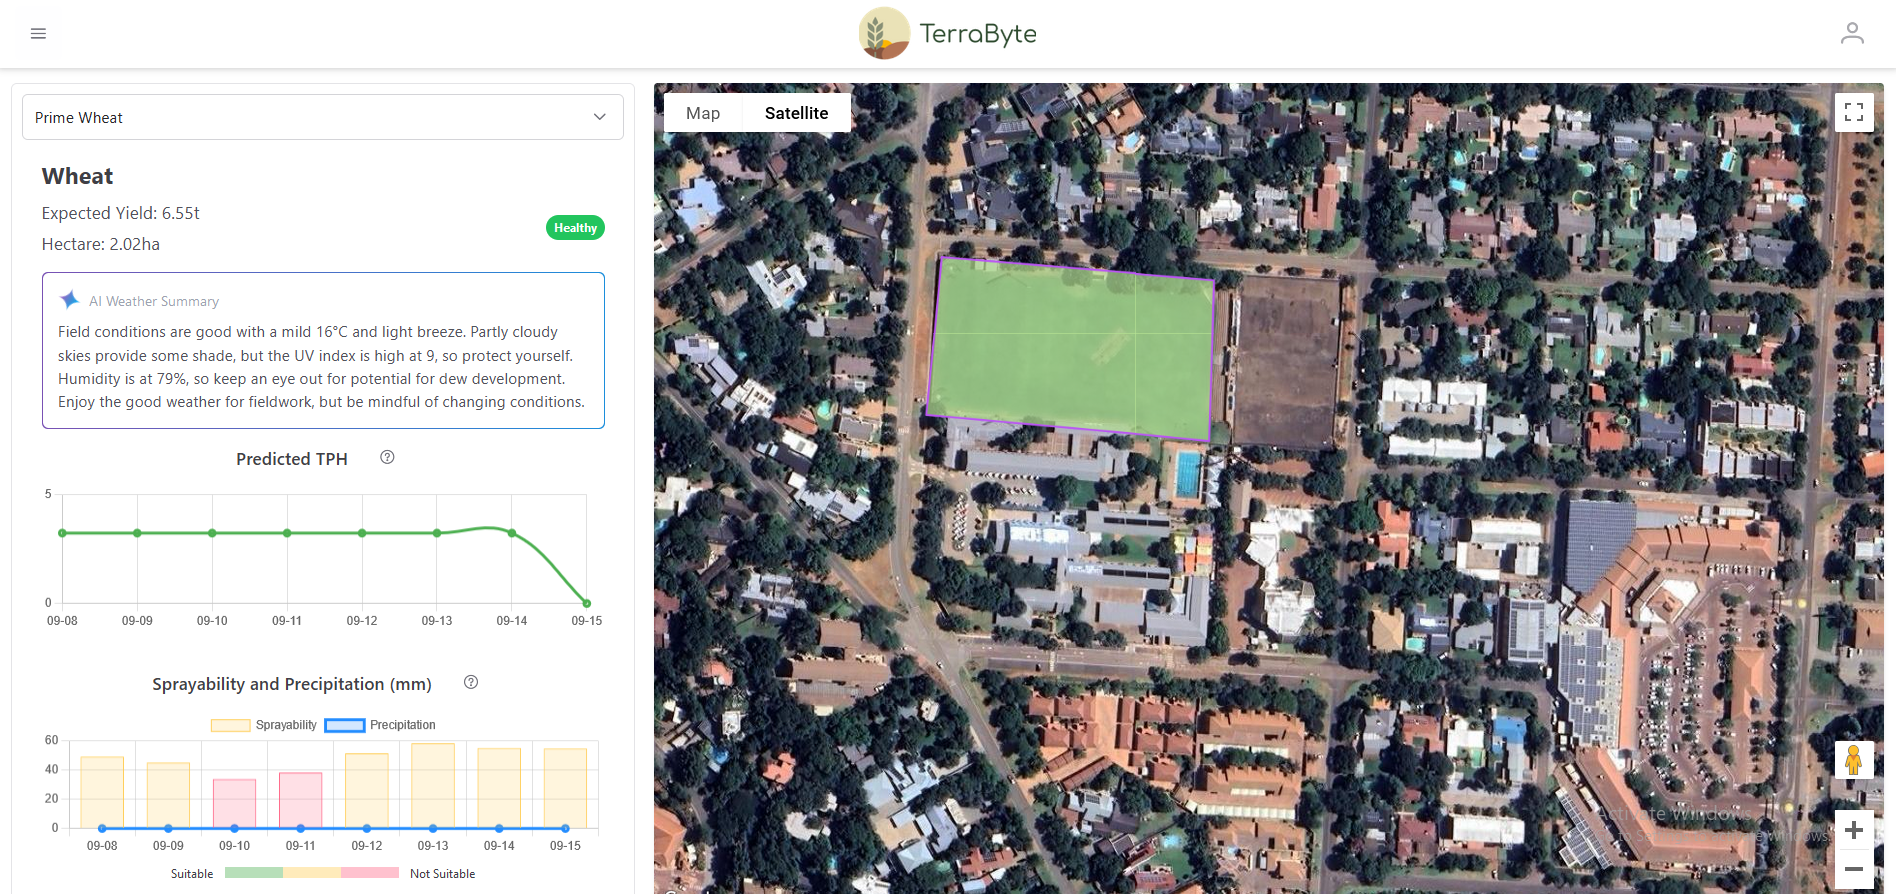 TerraByte
Prime Wheat
Wheat
Expected Yield: 6.55t
Healthy
Hectare: 2.02ha
AI Weather Summary
Field conditions are good with a mild 16°C and light breeze. Partly cloudy
skies provide some shade, but the UV index is high at 9, so protect yourself.
Humidity is at 79%, so keep an eye out for potential for dew development.
Enjoy the good weather for fieldwork, but be mindful of changing conditions.
Predicted TPH ?
5
0
09-08 09-09 09-10 09-11 09-12 09-13 09-14 09-15
Sprayability and Precipitation (mm) ?
Sprayability Precipitation
60
40
20
0
09-08 09-09 09-10 09-11 09-12 09-13 09-14 09-15
Suitable Not Suitable
Map Satellite
Activate Windows